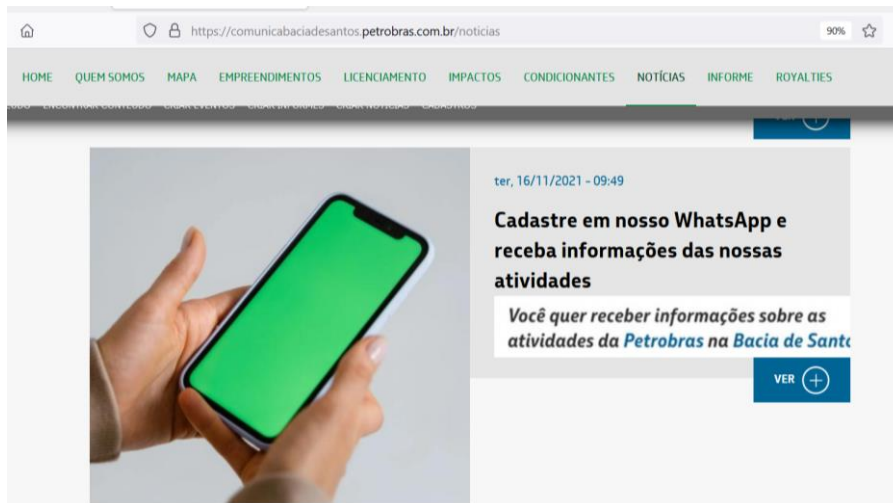 https://comunicabaciadesantos.petrobras.com.br/noticias 90%
HOME QUEM SOMOS MAPA EMPREENDIMENTOS LICENCIAMENTO IMPACTOS CONDICIONANTES NOTÍCIAS INFORME ROYALTIES
ter, 16/11/2021 - 09:49
Cadastre em nosso WhatsApp e
receba informações das nossas
atividades
Você quer receber informações sobre as
atividades da Petrobras na Bacia de Santo
VER